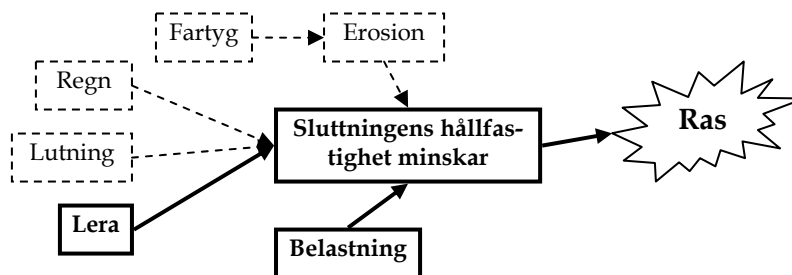 Fartyg
Erosion
Regn
Sluttningens hållfas-
tighet minskar
Ras
Lutning
Lera
Belastning